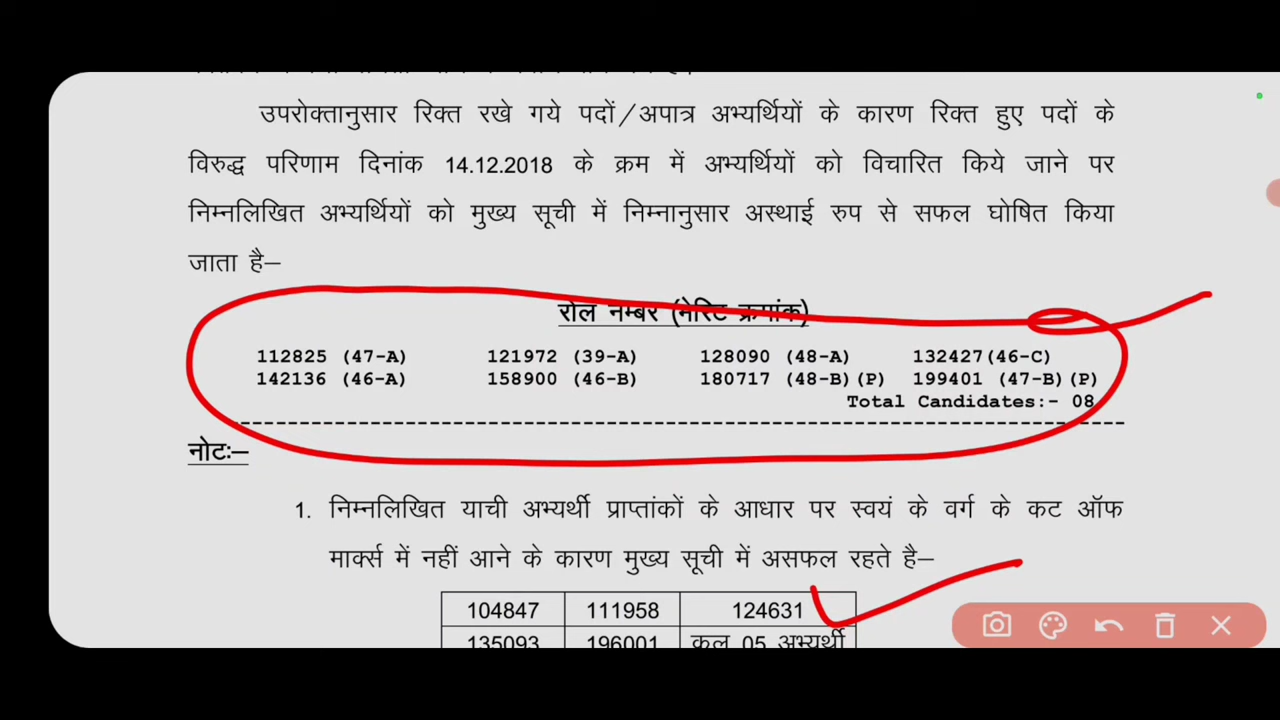 उपरोक्तानुसार रिक्त रखे गये पदों/अपात्र अभ्यर्थियों के कारण रिक्त हुए पदों के
विरुद्ध परिणाम दिनांक 14.12.2018 के क्रम में अभ्यर्थियों को विचारित किये जाने पर
निम्नलिखित अभ्यर्थियों को मुख्य सूची में निम्नानुसार अस्थाई रुप से सफल घोषित किया
जाता है–
रोल नम्बर (मेरिट क्रमांक)
112825 (47-A) 121972 (39-A) 128090 (48-A) 132427(46-C)
142136 (46-A) 158900 (46-B) 180717 (48-B)(P) 199401 (47-B)(P)
Total Candidates:- 08
नोटः–
1. निम्नलिखित याची अभ्यर्थी प्राप्तांकों के आधार पर स्वयं के वर्ग के कट ऑफ
मार्क्स में नहीं आने के कारण मुख्य सूची में असफल रहते है–
104847 111958 124631
135093 196001 कुल 05 अभ्यर्थी